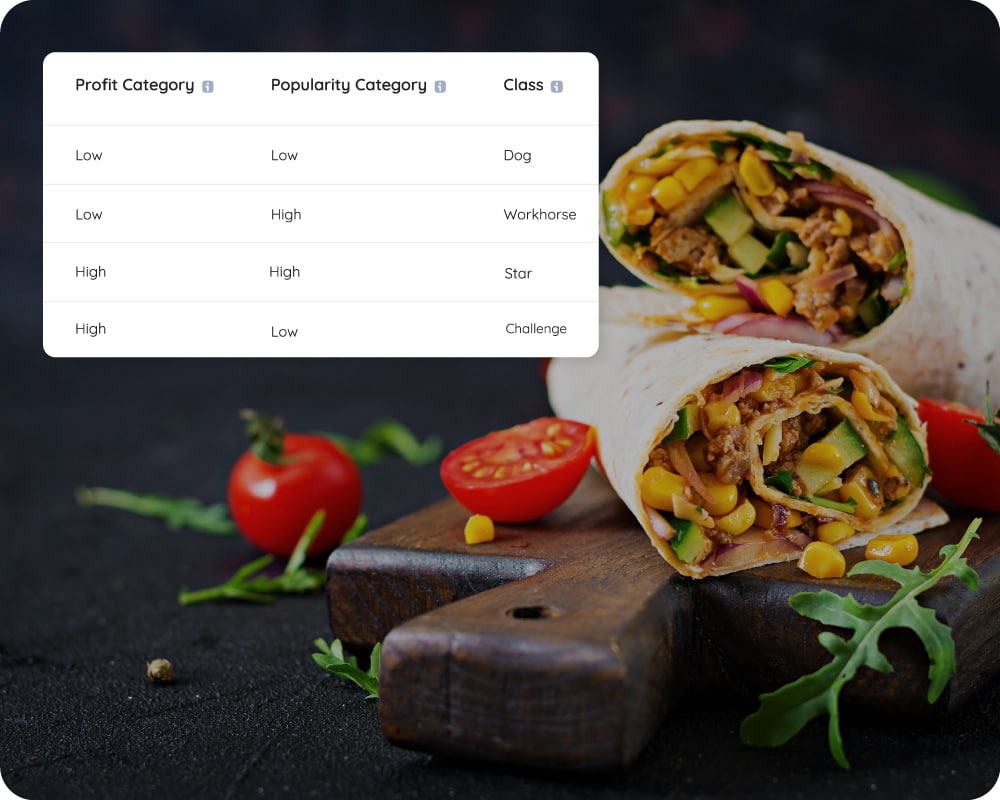 Profit Category Popularity Category Class
Low Low Dog
Low High Workhorse
High High Star
High Low Challenge